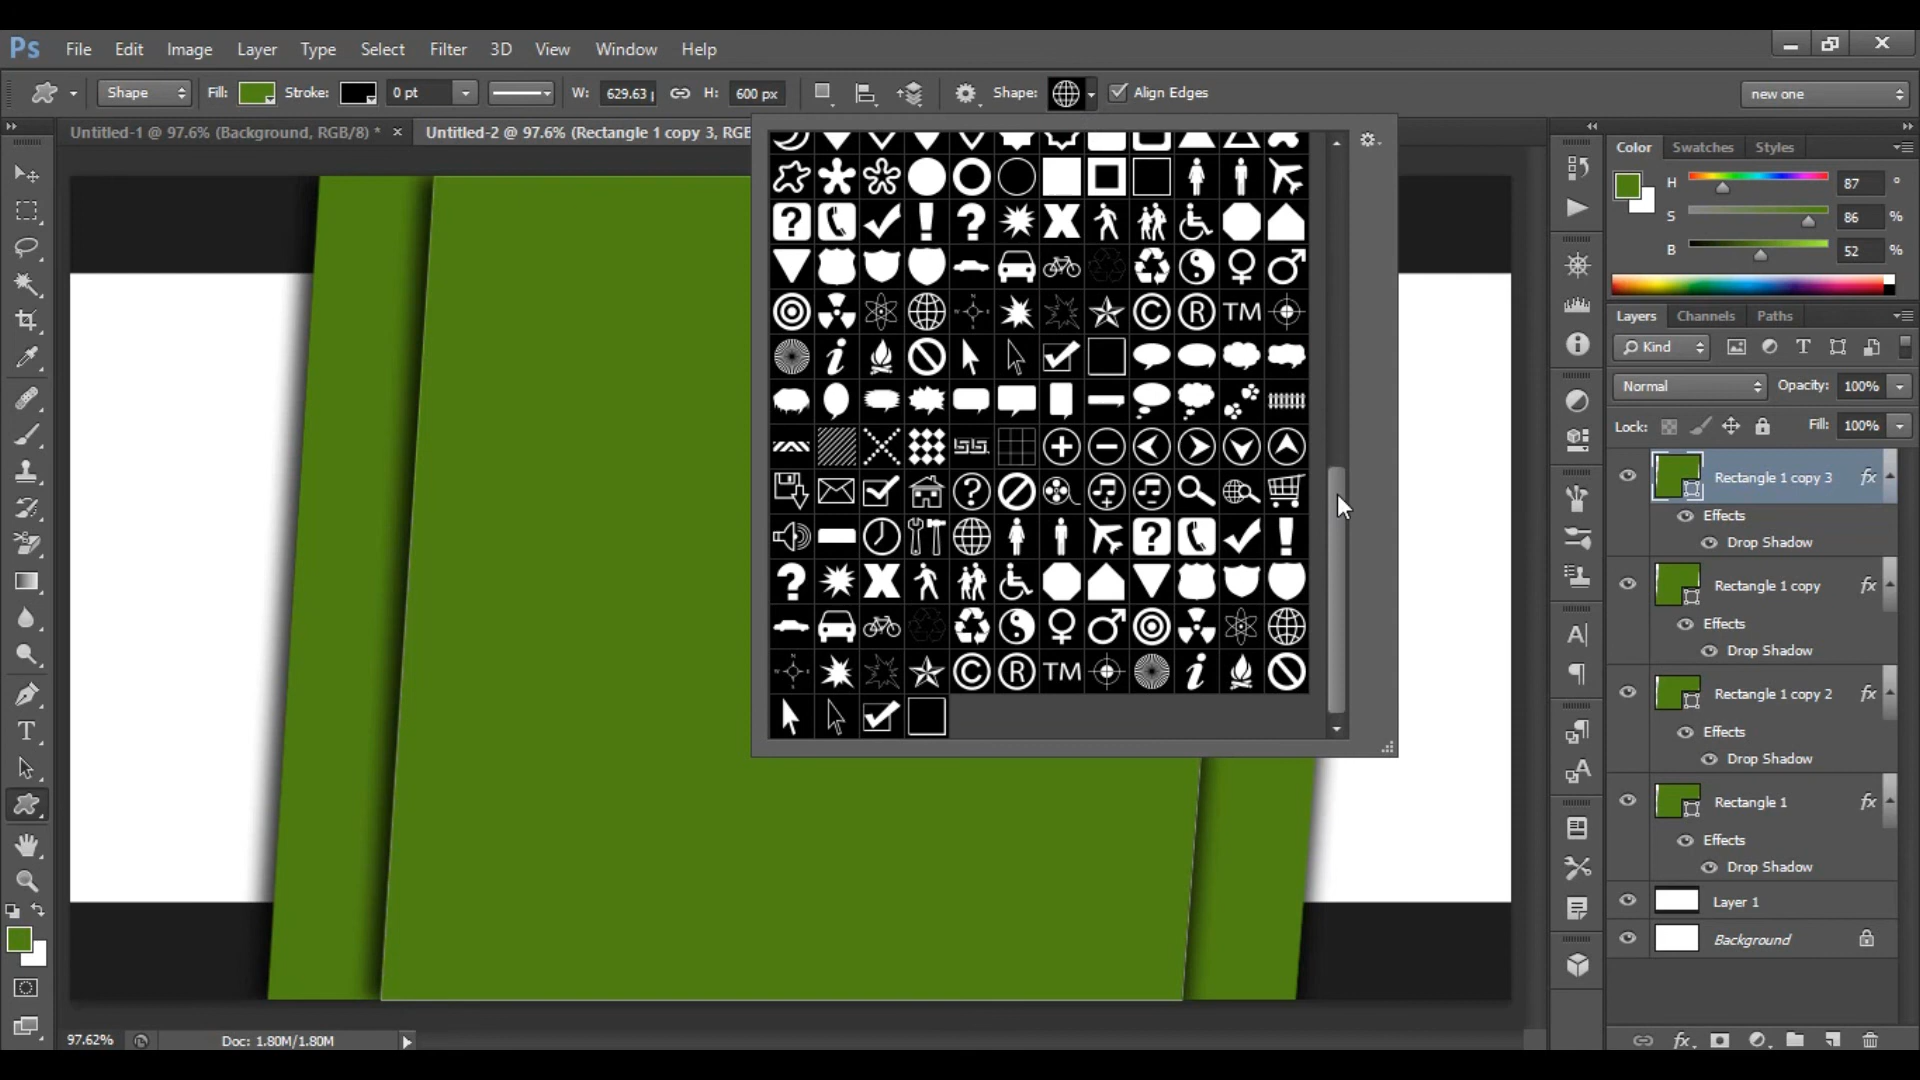 Ps File Edit Image Layer Type Select Filter 3D View Window Help
Shape Fill: Stroke: 0 pt W: 629.63 H: 600 px Shape: Align Edges new one
Untitled-1 @ 97.6% (Background, RGB/8) * × Untitled-2 @ 97.6% (Rectangle 1 copy 3, RGB
Color Swatches Styles
H 87 °
S 86 %
B 52 %
Layers Channels Paths
Kind
Normal Opacity: 100%
Lock: Fill: 100%
Rectangle 1 copy 3 fx
Effects
Drop Shadow
Rectangle 1 copy fx
Effects
Drop Shadow
Rectangle 1 copy 2 fx
Effects
Drop Shadow
Rectangle 1 fx
Effects
Drop Shadow
Layer 1
Background
97.62% Doc: 1.80M/1.80M